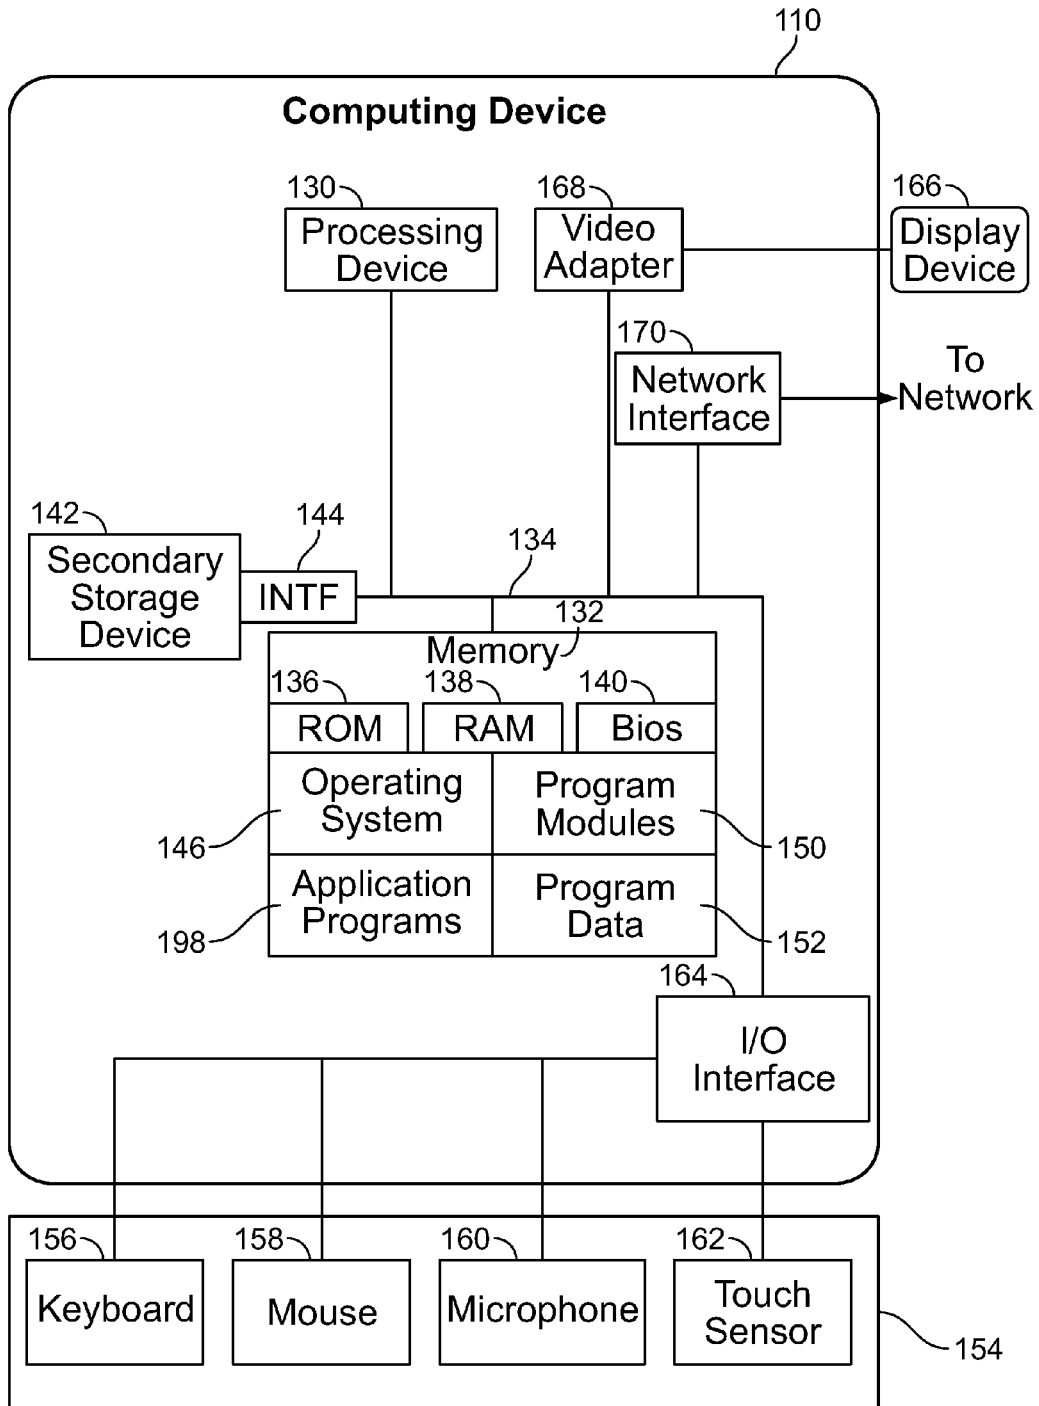 110
Computing Device
130
Processing
Device
168
Video
Adapter
166
Display
Device
170
Network
Interface
To
Network
142
Secondary
Storage
Device
144
INTF
134
132
Memory
136
ROM
138
RAM
140
Bios
Operating
System
146
Program
Modules
150
Application
Programs
198
Program
Data
152
164
I/O
Interface
156
Keyboard
158
Mouse
160
Microphone
162
Touch
Sensor
154